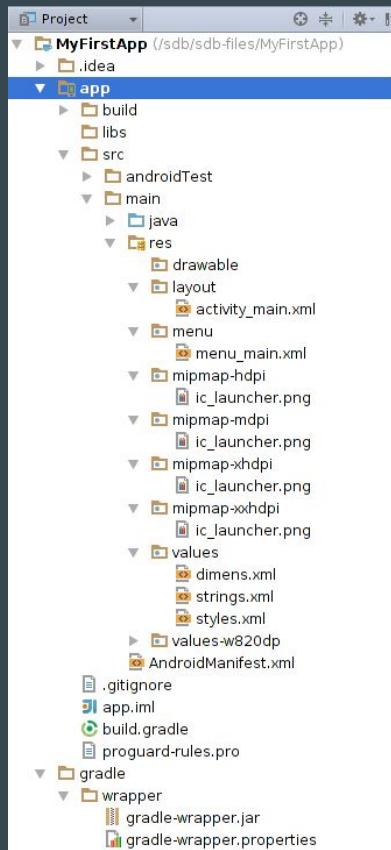 Project
MyFirstApp (/sdb/sdb-files/MyFirstApp)
.idea
app
build
libs
src
androidTest
main
java
res
drawable
layout
activity_main.xml
menu
menu_main.xml
mipmap-hdpi
ic_launcher.png
mipmap-mdpi
ic_launcher.png
mipmap-xhdpi
ic_launcher.png
mipmap-xxhdpi
ic_launcher.png
values
dimens.xml
strings.xml
styles.xml
values-w820dp
AndroidManifest.xml
.gitignore
app.iml
build.gradle
proguard-rules.pro
gradle
wrapper
gradle-wrapper.jar
gradle-wrapper.properties